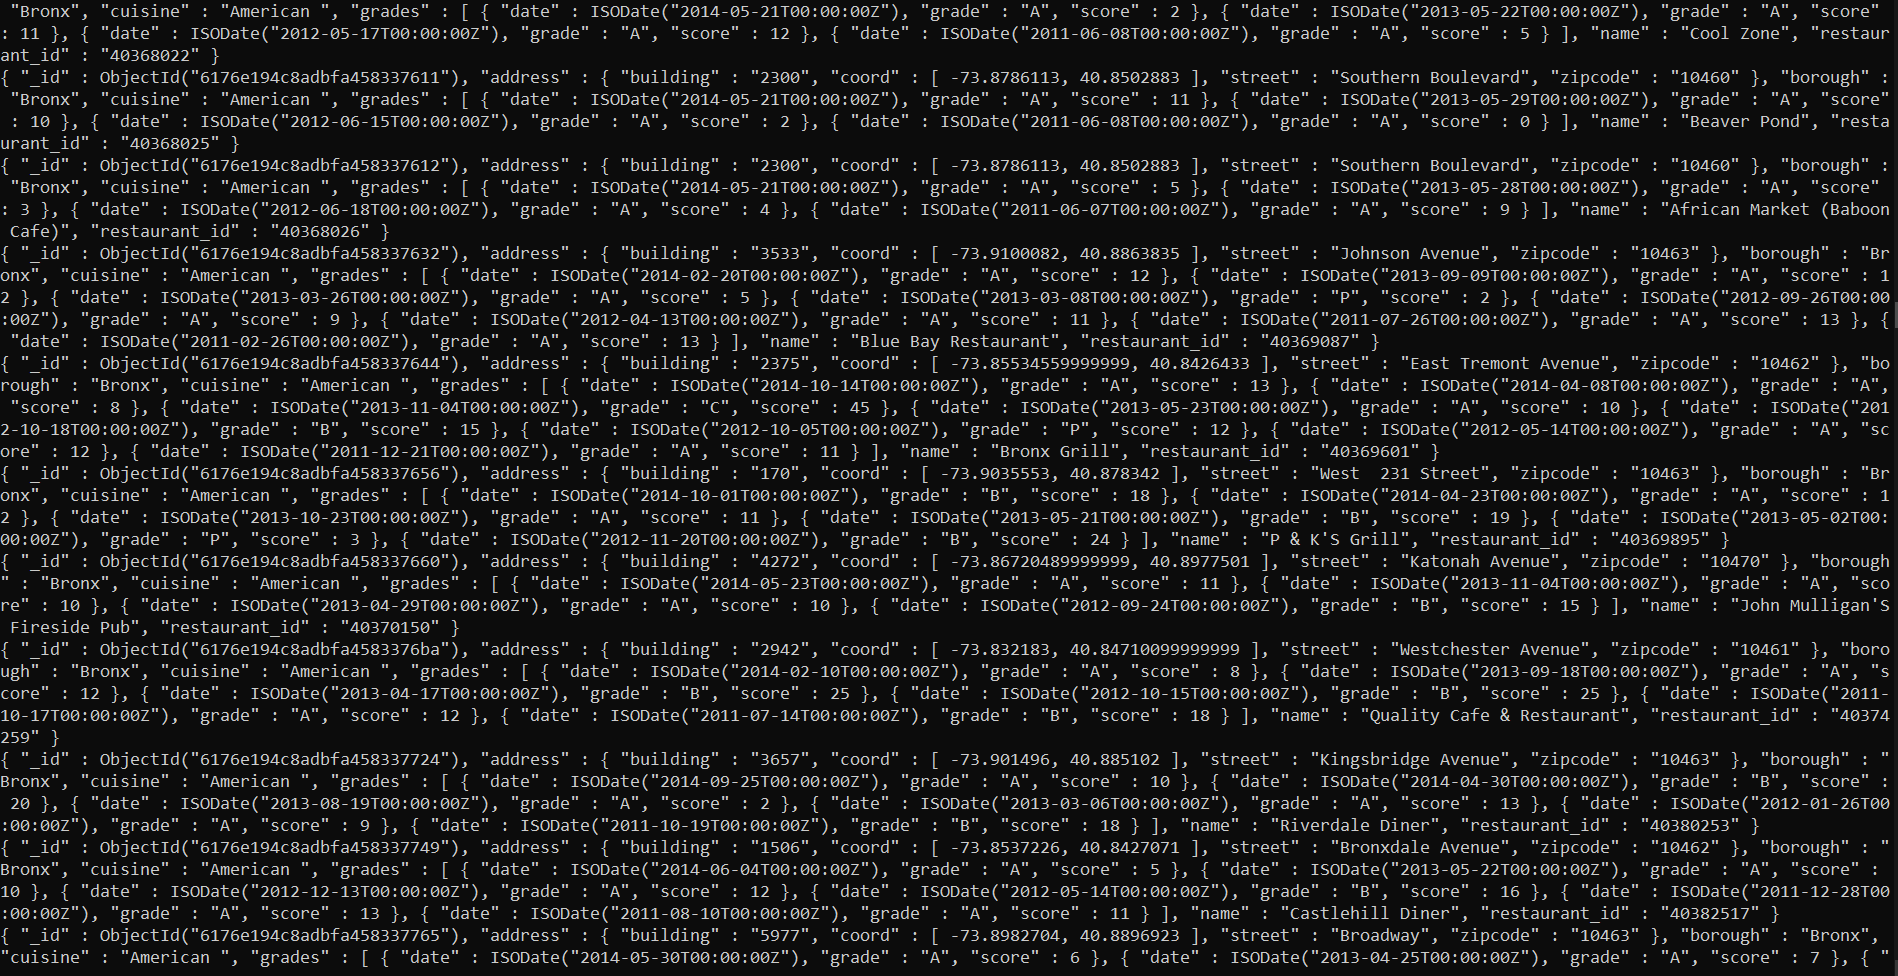 "Bronx", "cuisine" : "American ", "grades" : [ { "date" : ISODate("2014-05-21T00:00:00Z"), "grade" : "A", "score" : 2 }, { "date" : ISODate("2013-05-22T00:00:00Z"), "grade" : "A", "score"
: 11 }, { "date" : ISODate("2012-05-17T00:00:00Z"), "grade" : "A", "score" : 12 }, { "date" : ISODate("2011-06-08T00:00:00Z"), "grade" : "A", "score" : 5 } ], "name" : "Cool Zone", "restaur
ant_id" : "40368022" }
{ "_id" : ObjectId("6176e194c8adbfa458337611"), "address" : { "building" : "2300", "coord" : [ -73.8786113, 40.8502883 ], "street" : "Southern Boulevard", "zipcode" : "10460" }, "borough" :
 "Bronx", "cuisine" : "American ", "grades" : [ { "date" : ISODate("2014-05-21T00:00:00Z"), "grade" : "A", "score" : 11 }, { "date" : ISODate("2013-05-29T00:00:00Z"), "grade" : "A", "score"
 : 10 }, { "date" : ISODate("2012-06-15T00:00:00Z"), "grade" : "A", "score" : 2 }, { "date" : ISODate("2011-06-08T00:00:00Z"), "grade" : "A", "score" : 0 } ], "name" : "Beaver Pond", "resta
urant_id" : "40368025" }
{ "_id" : ObjectId("6176e194c8adbfa458337612"), "address" : { "building" : "2300", "coord" : [ -73.8786113, 40.8502883 ], "street" : "Southern Boulevard", "zipcode" : "10460" }, "borough" :
 "Bronx", "cuisine" : "American ", "grades" : [ { "date" : ISODate("2014-05-21T00:00:00Z"), "grade" : "A", "score" : 5 }, { "date" : ISODate("2013-05-28T00:00:00Z"), "grade" : "A", "score"
: 3 }, { "date" : ISODate("2012-06-18T00:00:00Z"), "grade" : "A", "score" : 4 }, { "date" : ISODate("2011-06-07T00:00:00Z"), "grade" : "A", "score" : 9 } ], "name" : "African Market (Baboon
 Cafe)", "restaurant_id" : "40368026" }
{ "_id" : ObjectId("6176e194c8adbfa458337632"), "address" : { "building" : "3533", "coord" : [ -73.9100082, 40.8863835 ], "street" : "Johnson Avenue", "zipcode" : "10463" }, "borough" : "Br
onx", "cuisine" : "American ", "grades" : [ { "date" : ISODate("2014-02-20T00:00:00Z"), "grade" : "A", "score" : 12 }, { "date" : ISODate("2013-09-09T00:00:00Z"), "grade" : "A", "score" : 1
2 }, { "date" : ISODate("2013-03-26T00:00:00Z"), "grade" : "A", "score" : 5 }, { "date" : ISODate("2013-03-08T00:00:00Z"), "grade" : "P", "score" : 2 }, { "date" : ISODate("2012-09-26T00:00
:00Z"), "grade" : "A", "score" : 9 }, { "date" : ISODate("2012-04-13T00:00:00Z"), "grade" : "A", "score" : 11 }, { "date" : ISODate("2011-07-26T00:00:00Z"), "grade" : "A", "score" : 13 }, {
 "date" : ISODate("2011-02-26T00:00:00Z"), "grade" : "A", "score" : 13 } ], "name" : "Blue Bay Restaurant", "restaurant_id" : "40369087" }
{ "_id" : ObjectId("6176e194c8adbfa458337644"), "address" : { "building" : "2375", "coord" : [ -73.85534559999999, 40.8426433 ], "street" : "East Tremont Avenue", "zipcode" : "10462" }, "bo
rough" : "Bronx", "cuisine" : "American ", "grades" : [ { "date" : ISODate("2014-10-14T00:00:00Z"), "grade" : "A", "score" : 13 }, { "date" : ISODate("2014-04-08T00:00:00Z"), "grade" : "A",
 "score" : 8 }, { "date" : ISODate("2013-11-04T00:00:00Z"), "grade" : "C", "score" : 45 }, { "date" : ISODate("2013-05-23T00:00:00Z"), "grade" : "A", "score" : 10 }, { "date" : ISODate("201
2-10-18T00:00:00Z"), "grade" : "B", "score" : 15 }, { "date" : ISODate("2012-10-05T00:00:00Z"), "grade" : "P", "score" : 12 }, { "date" : ISODate("2012-05-14T00:00:00Z"), "grade" : "A", "sc
ore" : 12 }, { "date" : ISODate("2011-12-21T00:00:00Z"), "grade" : "A", "score" : 11 } ], "name" : "Bronx Grill", "restaurant_id" : "40369601" }
{ "_id" : ObjectId("6176e194c8adbfa458337656"), "address" : { "building" : "170", "coord" : [ -73.9035553, 40.878342 ], "street" : "West  231 Street", "zipcode" : "10463" }, "borough" : "Br
onx", "cuisine" : "American ", "grades" : [ { "date" : ISODate("2014-10-01T00:00:00Z"), "grade" : "B", "score" : 18 }, { "date" : ISODate("2014-04-23T00:00:00Z"), "grade" : "A", "score" : 1
2 }, { "date" : ISODate("2013-10-23T00:00:00Z"), "grade" : "A", "score" : 11 }, { "date" : ISODate("2013-05-21T00:00:00Z"), "grade" : "B", "score" : 19 }, { "date" : ISODate("2013-05-02T00:
00:00Z"), "grade" : "P", "score" : 3 }, { "date" : ISODate("2012-11-20T00:00:00Z"), "grade" : "B", "score" : 24 } ], "name" : "P & K'S Grill", "restaurant_id" : "40369895" }
{ "_id" : ObjectId("6176e194c8adbfa458337660"), "address" : { "building" : "4272", "coord" : [ -73.86720489999999, 40.8977501 ], "street" : "Katonah Avenue", "zipcode" : "10470" }, "borough
" : "Bronx", "cuisine" : "American ", "grades" : [ { "date" : ISODate("2014-05-23T00:00:00Z"), "grade" : "A", "score" : 11 }, { "date" : ISODate("2013-11-04T00:00:00Z"), "grade" : "A", "sco
re" : 10 }, { "date" : ISODate("2013-04-29T00:00:00Z"), "grade" : "A", "score" : 10 }, { "date" : ISODate("2012-09-24T00:00:00Z"), "grade" : "B", "score" : 15 } ], "name" : "John Mulligan'S
 Fireside Pub", "restaurant_id" : "40370150" }
{ "_id" : ObjectId("6176e194c8adbfa4583376ba"), "address" : { "building" : "2942", "coord" : [ -73.832183, 40.84710099999999 ], "street" : "Westchester Avenue", "zipcode" : "10461" }, "boro
ugh" : "Bronx", "cuisine" : "American ", "grades" : [ { "date" : ISODate("2014-02-10T00:00:00Z"), "grade" : "A", "score" : 8 }, { "date" : ISODate("2013-09-18T00:00:00Z"), "grade" : "A", "s
core" : 12 }, { "date" : ISODate("2013-04-17T00:00:00Z"), "grade" : "B", "score" : 25 }, { "date" : ISODate("2012-10-15T00:00:00Z"), "grade" : "B", "score" : 25 }, { "date" : ISODate("2011-
10-17T00:00:00Z"), "grade" : "A", "score" : 12 }, { "date" : ISODate("2011-07-14T00:00:00Z"), "grade" : "B", "score" : 18 } ], "name" : "Quality Cafe & Restaurant", "restaurant_id" : "40374
259" }
{ "_id" : ObjectId("6176e194c8adbfa458337724"), "address" : { "building" : "3657", "coord" : [ -73.901496, 40.885102 ], "street" : "Kingsbridge Avenue", "zipcode" : "10463" }, "borough" : "
Bronx", "cuisine" : "American ", "grades" : [ { "date" : ISODate("2014-09-25T00:00:00Z"), "grade" : "A", "score" : 10 }, { "date" : ISODate("2014-04-30T00:00:00Z"), "grade" : "B", "score" :
 20 }, { "date" : ISODate("2013-08-19T00:00:00Z"), "grade" : "A", "score" : 2 }, { "date" : ISODate("2013-03-06T00:00:00Z"), "grade" : "A", "score" : 13 }, { "date" : ISODate("2012-01-26T00
:00:00Z"), "grade" : "A", "score" : 9 }, { "date" : ISODate("2011-10-19T00:00:00Z"), "grade" : "B", "score" : 18 } ], "name" : "Riverdale Diner", "restaurant_id" : "40380253" }
{ "_id" : ObjectId("6176e194c8adbfa458337749"), "address" : { "building" : "1506", "coord" : [ -73.8537226, 40.8427071 ], "street" : "Bronxdale Avenue", "zipcode" : "10462" }, "borough" : "
Bronx", "cuisine" : "American ", "grades" : [ { "date" : ISODate("2014-06-04T00:00:00Z"), "grade" : "A", "score" : 5 }, { "date" : ISODate("2013-05-22T00:00:00Z"), "grade" : "A", "score" :
10 }, { "date" : ISODate("2012-12-13T00:00:00Z"), "grade" : "A", "score" : 12 }, { "date" : ISODate("2012-05-14T00:00:00Z"), "grade" : "B", "score" : 16 }, { "date" : ISODate("2011-12-28T00
:00:00Z"), "grade" : "A", "score" : 13 }, { "date" : ISODate("2011-08-10T00:00:00Z"), "grade" : "A", "score" : 11 } ], "name" : "Castlehill Diner", "restaurant_id" : "40382517" }
{ "_id" : ObjectId("6176e194c8adbfa458337765"), "address" : { "building" : "5977", "coord" : [ -73.8982704, 40.8896923 ], "street" : "Broadway", "zipcode" : "10463" }, "borough" : "Bronx",
"cuisine" : "American ", "grades" : [ { "date" : ISODate("2014-05-30T00:00:00Z"), "grade" : "A", "score" : 6 }, { "date" : ISODate("2013-04-25T00:00:00Z"), "grade" : "A", "score" : 7 }, { "